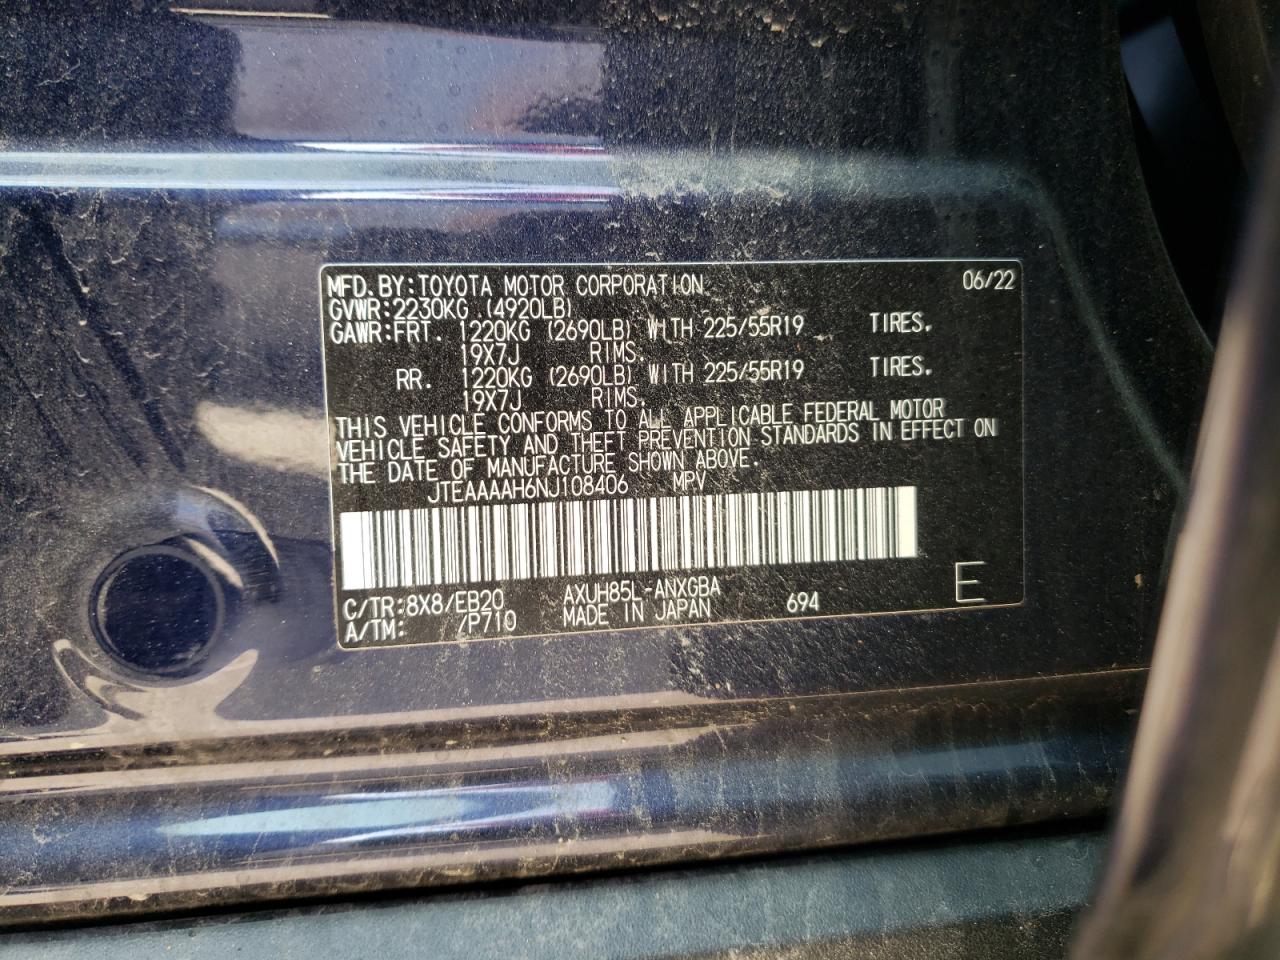 MFD.BY:TOYOTA MOTOR CORPORATION 06/22
GVWR:2230KG (4920LB)
GAWR:FRT. 1220KG (2690LB) WITH 225/55R19 TIRES.
19X7J RIMS.
RR. 1220KG (2690LB) WITH 225/55R19 TIRES.
19X7J RIMS.
THIS VEHICLE CONFORMS TO ALL APPLICABLE FEDERAL MOTOR
VEHICLE SAFETY AND THEFT PREVENTION STANDARDS IN EFFECT ON
THE DATE OF MANUFACTURE SHOWN ABOVE.
JTEAAAAH6NJ108406 MPV
C/TR:8X8/EB20 AXUH85L-ANXGBA 694 E
A/TM: /P710 MADE IN JAPAN